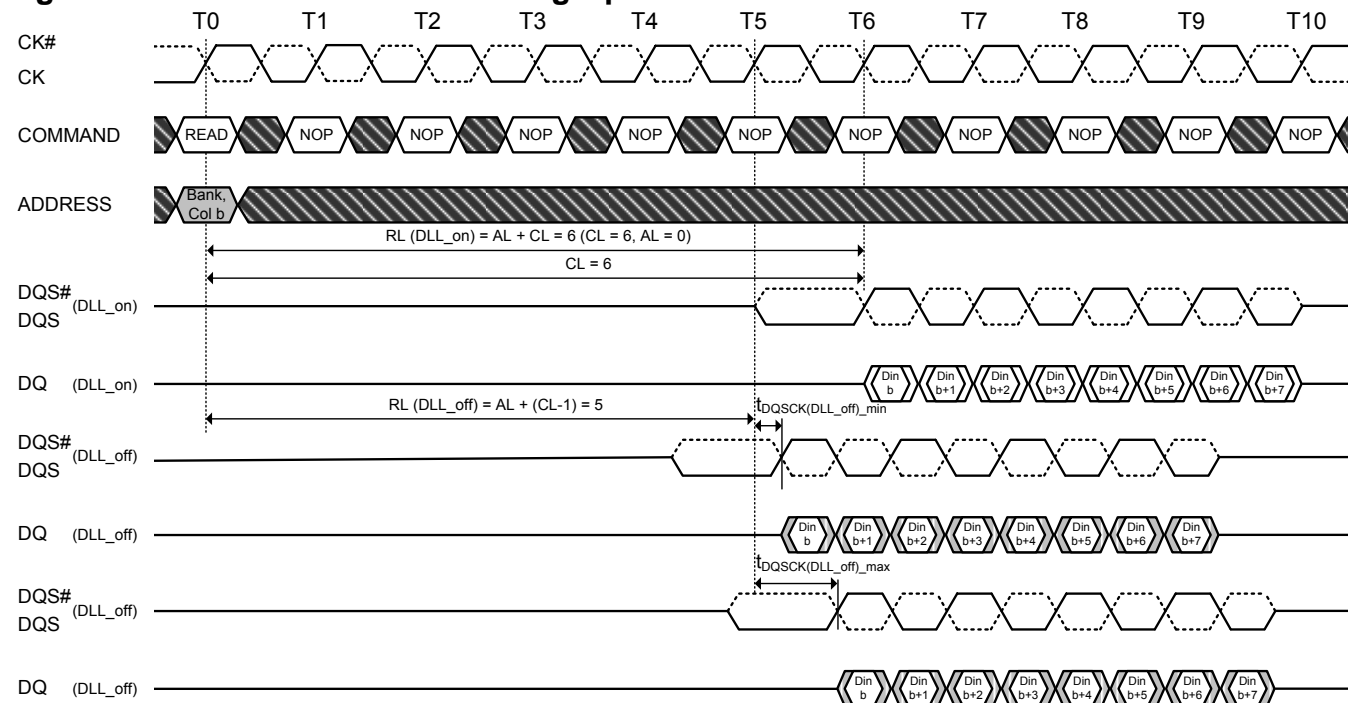 T0 T1 T2 T3 T4 T5 T6 T7 T8 T9 T10
CK#
CK
COMMAND READ NOP NOP NOP NOP NOP NOP NOP NOP NOP NOP
ADDRESS Bank,
Col b
RL (DLL_on) = AL + CL = 6 (CL = 6, AL = 0)
CL = 6
DQS# (DLL_on)
DQS
DQ (DLL_on) Din b Din b+1 Din b+2 Din b+3 Din b+4 Din b+5 Din b+6 Din b+7
RL (DLL_off) = AL + (CL-1) = 5 tDQSCK(DLL_off)_min
DQS# (DLL_off)
DQS
DQ (DLL_off) Din b Din b+1 Din b+2 Din b+3 Din b+4 Din b+5 Din b+6 Din b+7
tDQSCK(DLL_off)_max
DQS# (DLL_off)
DQS
DQ (DLL_off) Din b Din b+1 Din b+2 Din b+3 Din b+4 Din b+5 Din b+6 Din b+7